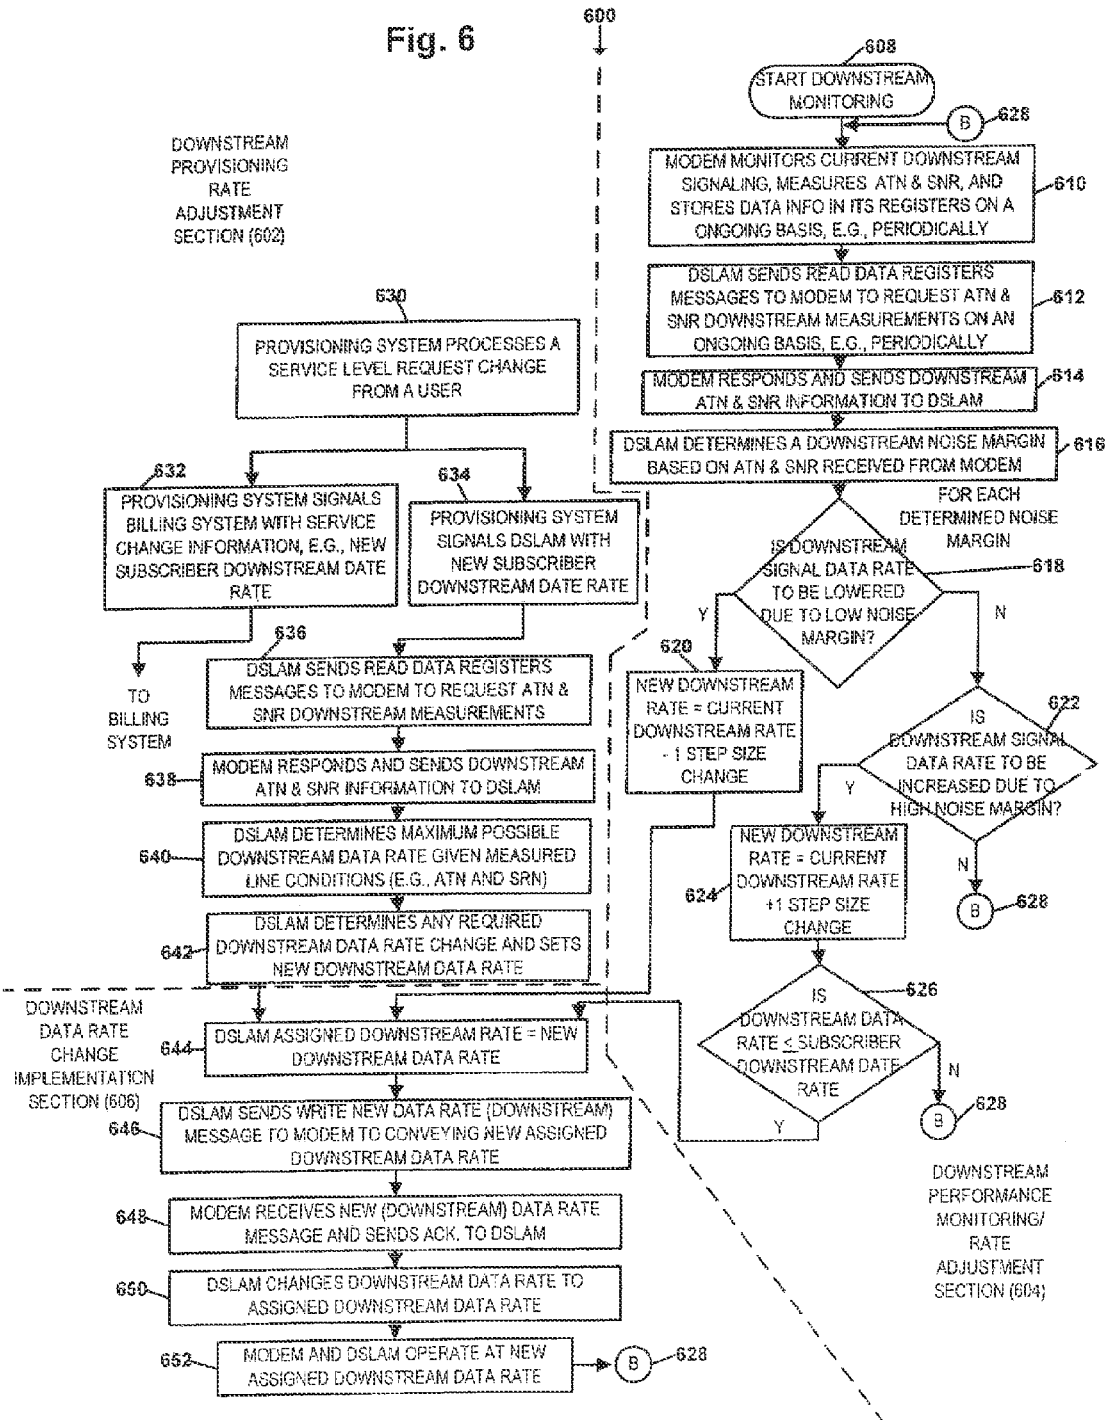 Fig. 6
600
608
START DOWNSTREAM
MONITORING
B
628
DOWNSTREAM
PROVISIONING
RATE
ADJUSTMENT
SECTION (602)
MODEM MONITORS CURRENT DOWNSTREAM
SIGNALING, MEASURES ATN & SNR, AND
STORES DATA INFO IN ITS REGISTERS ON A
ONGOING BASIS, E.G., PERIODICALLY
610
DSLAM SENDS READ DATA REGISTERS
MESSAGES TO MODEM TO REQUEST ATN &
SNR DOWNSTREAM MEASUREMENTS ON AN
ONGOING BASIS, E.G., PERIODICALLY
612
MODEM RESPONDS AND SENDS DOWNSTREAM
ATN & SNR INFORMATION TO DSLAM
614
DSLAM DETERMINES A DOWNSTREAM NOISE MARGIN
BASED ON ATN & SNR RECEIVED FROM MODEM
616
FOR EACH
DETERMINED NOISE
MARGIN
IS DOWNSTREAM
SIGNAL DATA RATE
TO BE LOWERED
DUE TO LOW NOISE
MARGIN?
618
Y
N
620
NEW DOWNSTREAM
RATE = CURRENT
DOWNSTREAM RATE
- 1 STEP SIZE
CHANGE
622
IS
DOWNSTREAM SIGNAL
DATA RATE TO BE
INCREASED DUE TO
HIGH NOISE MARGIN?
Y
N
B
628
NEW DOWNSTREAM
RATE = CURRENT
DOWNSTREAM RATE
+1 STEP SIZE
CHANGE
624
IS
DOWNSTREAM DATA
RATE ≤ SUBSCRIBER
DOWNSTREAM DATE
RATE
626
N
Y
628
B
DOWNSTREAM
PERFORMANCE
MONITORING/
RATE
ADJUSTMENT
SECTION (604)
630
PROVISIONING SYSTEM PROCESSES A
SERVICE LEVEL REQUEST CHANGE
FROM A USER
632
PROVISIONING SYSTEM SIGNALS
BILLING SYSTEM WITH SERVICE
CHANGE INFORMATION, E.G., NEW
SUBSCRIBER DOWNSTREAM DATE
RATE
634
PROVISIONING SYSTEM
SIGNALS DSLAM WITH
NEW SUBSCRIBER
DOWNSTREAM DATE RATE
TO
BILLING
SYSTEM
636
DSLAM SENDS READ DATA REGISTERS
MESSAGES TO MODEM TO REQUEST ATN &
SNR DOWNSTREAM MEASUREMENTS
638
MODEM RESPONDS AND SENDS DOWNSTREAM
ATN & SNR INFORMATION TO DSLAM
640
DSLAM DETERMINES MAXIMUM POSSIBLE
DOWNSTREAM DATA RATE GIVEN MEASURED
LINE CONDITIONS (E.G., ATN AND SRN)
642
DSLAM DETERMINES ANY REQUIRED
DOWNSTREAM DATA RATE CHANGE AND SETS
NEW DOWNSTREAM DATA RATE
DOWNSTREAM
DATA RATE
CHANGE
IMPLEMENTATION
SECTION (606)
644
DSLAM ASSIGNED DOWNSTREAM RATE = NEW
DOWNSTREAM DATA RATE
646
DSLAM SENDS WRITE NEW DATA RATE (DOWNSTREAM)
MESSAGE TO MODEM TO CONVEYING NEW ASSIGNED
DOWNSTREAM DATA RATE
648
MODEM RECEIVES NEW (DOWNSTREAM) DATA RATE
MESSAGE AND SENDS ACK. TO DSLAM
650
DSLAM CHANGES DOWNSTREAM DATA RATE TO
ASSIGNED DOWNSTREAM DATA RATE
652
MODEM AND DSLAM OPERATE AT NEW
ASSIGNED DOWNSTREAM DATA RATE
B
628